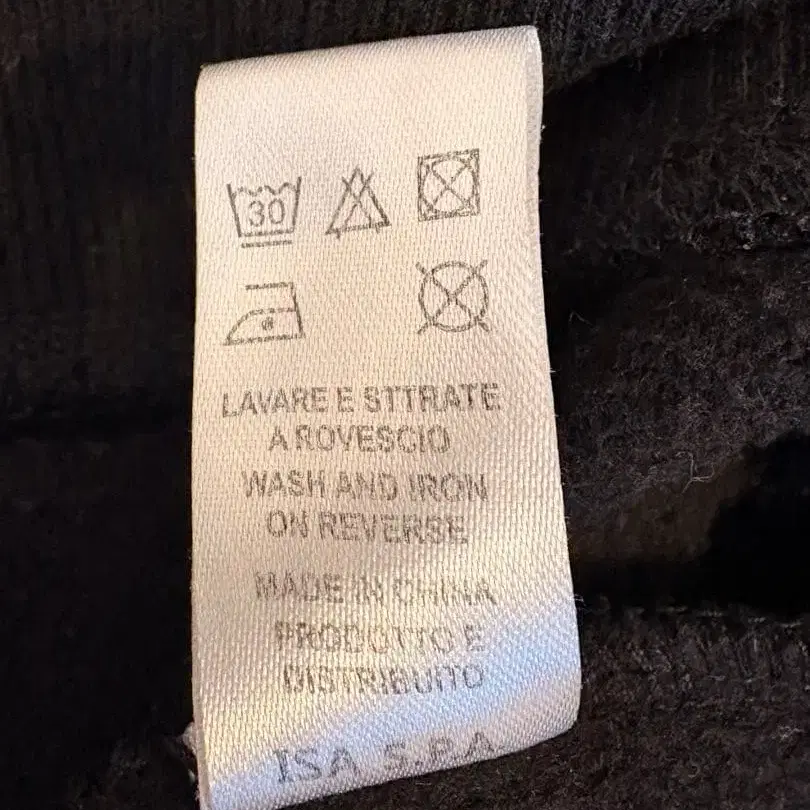 30
LAVARE E STTRATE
A ROVESCIO
WASH AND IRON
ON REVERSE
MADE IN CHINA
PRODOTTO E
DISTRIBUITO
ISA S.P.A